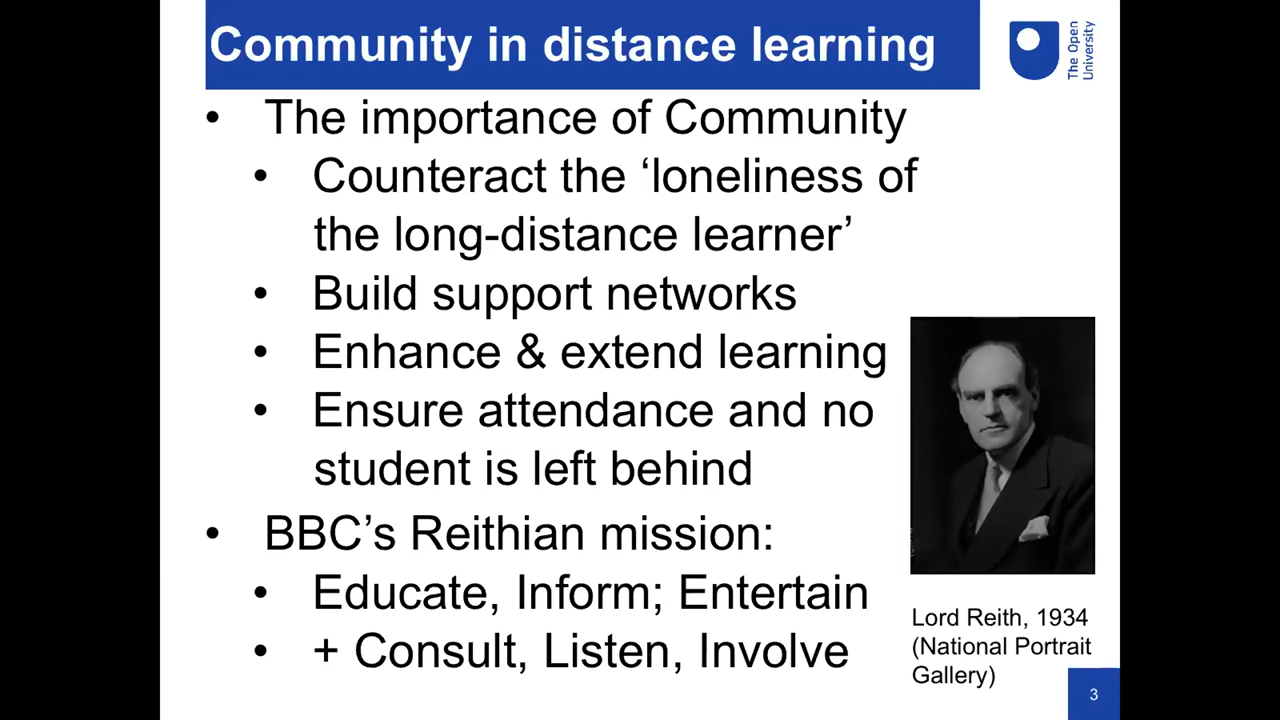 Community in distance learning
The Open
University
• The importance of Community
• Counteract the ‘loneliness of
the long-distance learner’
• Build support networks
• Enhance & extend learning
• Ensure attendance and no
student is left behind
• BBC’s Reithian mission:
• Educate, Inform; Entertain
• + Consult, Listen, Involve
Lord Reith, 1934
(National Portrait
Gallery)
3